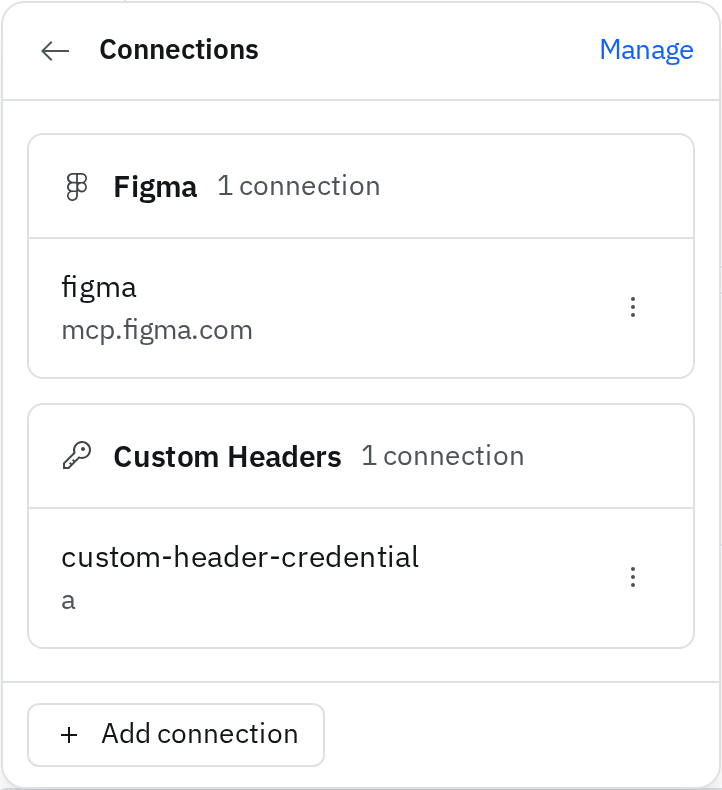 Connections
Manage
Figma 1 connection
figma
mcp.figma.com
Custom Headers 1 connection
custom-header-credential
a
Add connection